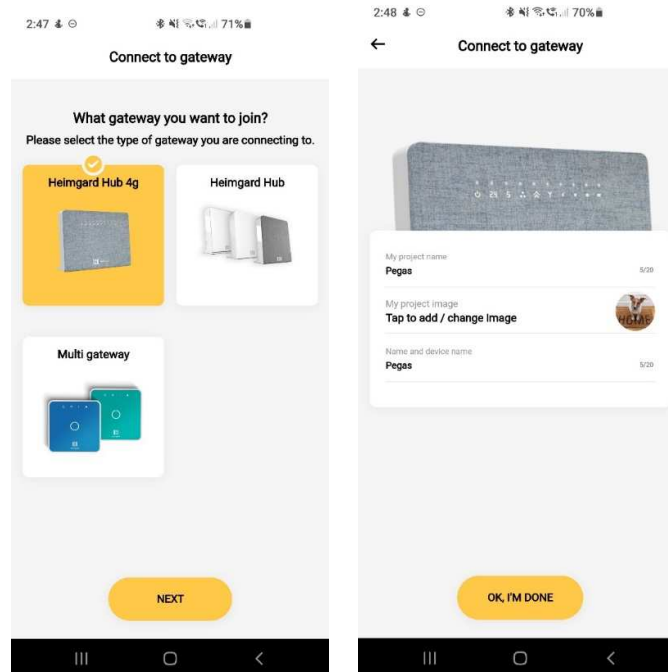 2:47
71%
Connect to gateway
What gateway you want to join?
Please select the type of gateway you are connecting to.
Heimgard Hub 4g
Heimgard Hub
Multi gateway
NEXT
2:48
70%
Connect to gateway
My project name
Pegas
5/20
My project image
Tap to add / change image
HOME
Name and device name
Pegas
5/20
OK, I'M DONE